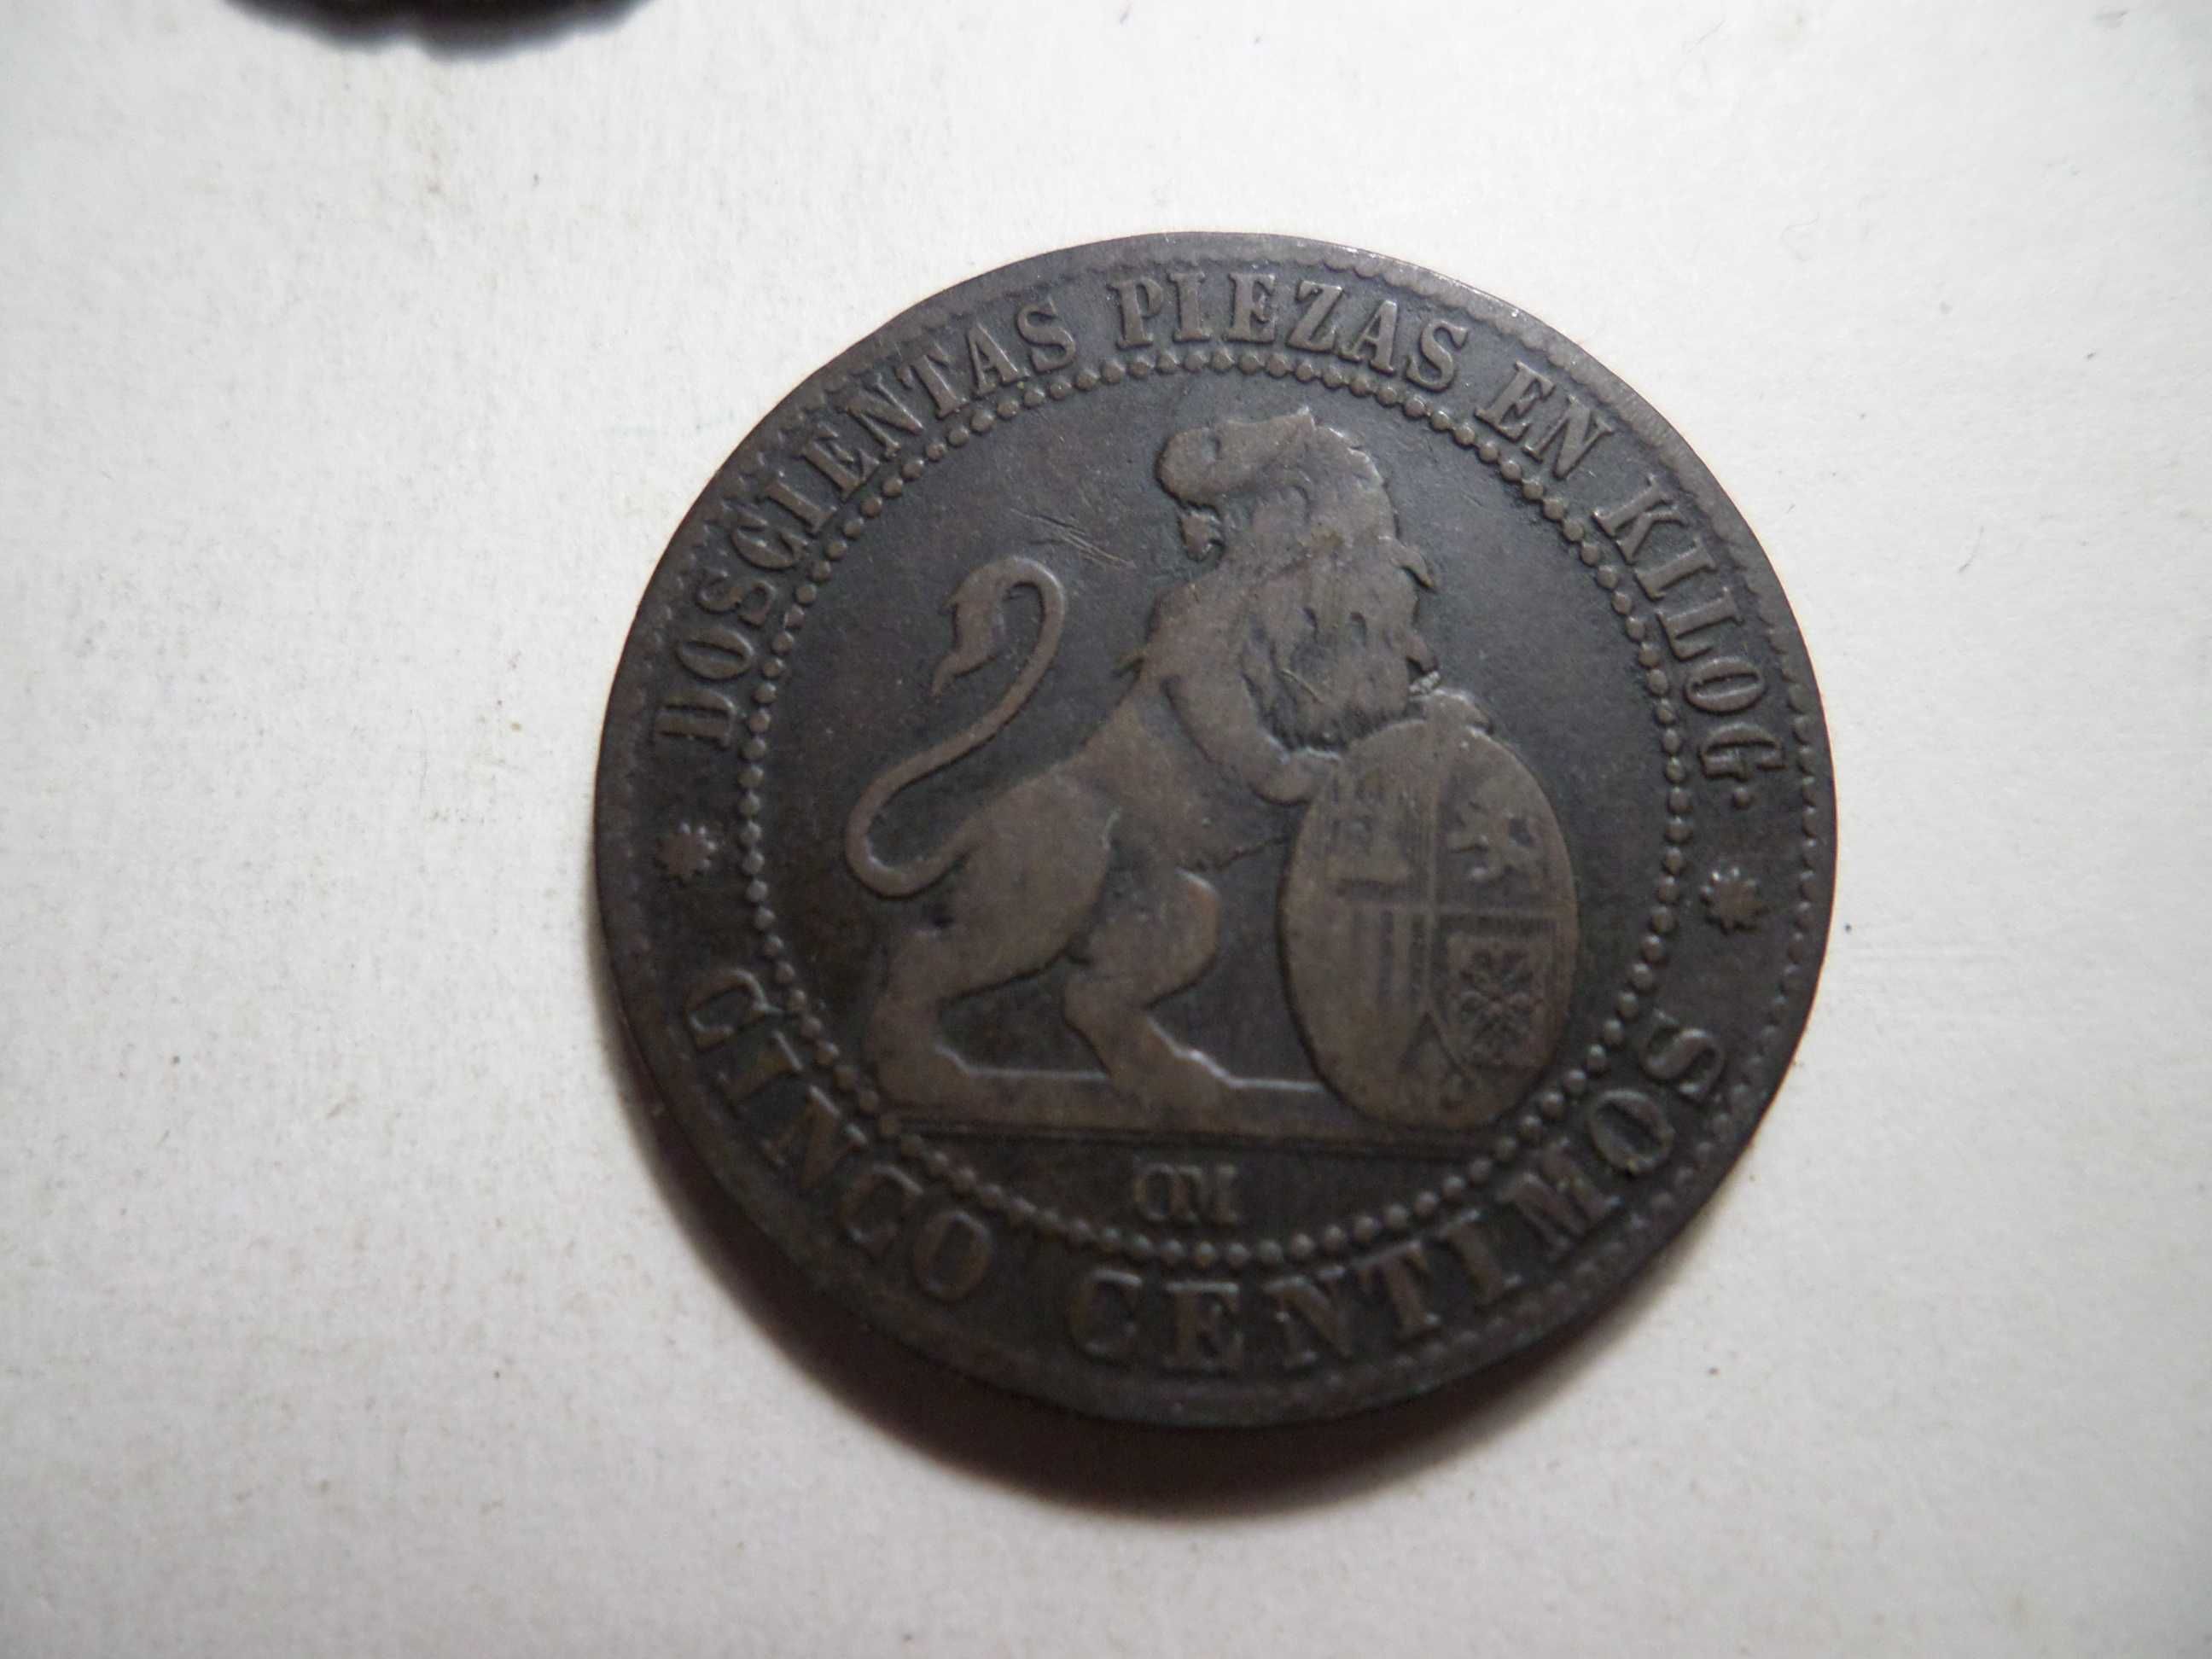 DOSCIENTAS PIEZAS EN KILOG.
OM
CINCO CENTIMOS